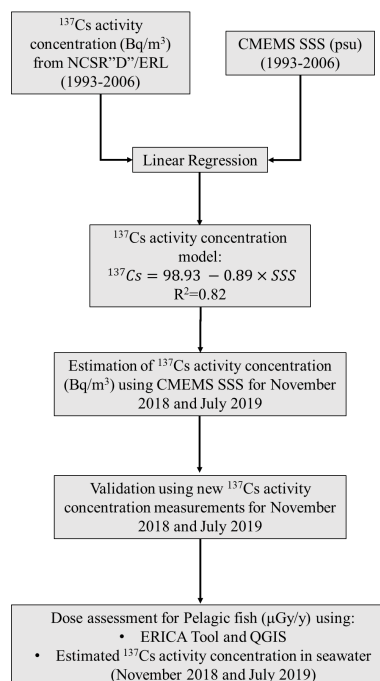 ¹³⁷Cs activity
concentration (Bq/m³)
from NCSR"D"/ERL
(1993-2006)
CMEMS SSS (psu)
(1993-2006)
Linear Regression
¹³⁷Cs activity concentration
model:
¹³⁷Cs = 98.93 − 0.89 × SSS
R²=0.82
Estimation of ¹³⁷Cs activity concentration
(Bq/m³) using CMEMS SSS for November
2018 and July 2019
Validation using new ¹³⁷Cs activity
concentration measurements for November
2018 and July 2019
Dose assessment for Pelagic fish (μGy/y) using:
• ERICA Tool and QGIS
• Estimated ¹³⁷Cs activity concentration in seawater
(November 2018 and July 2019)